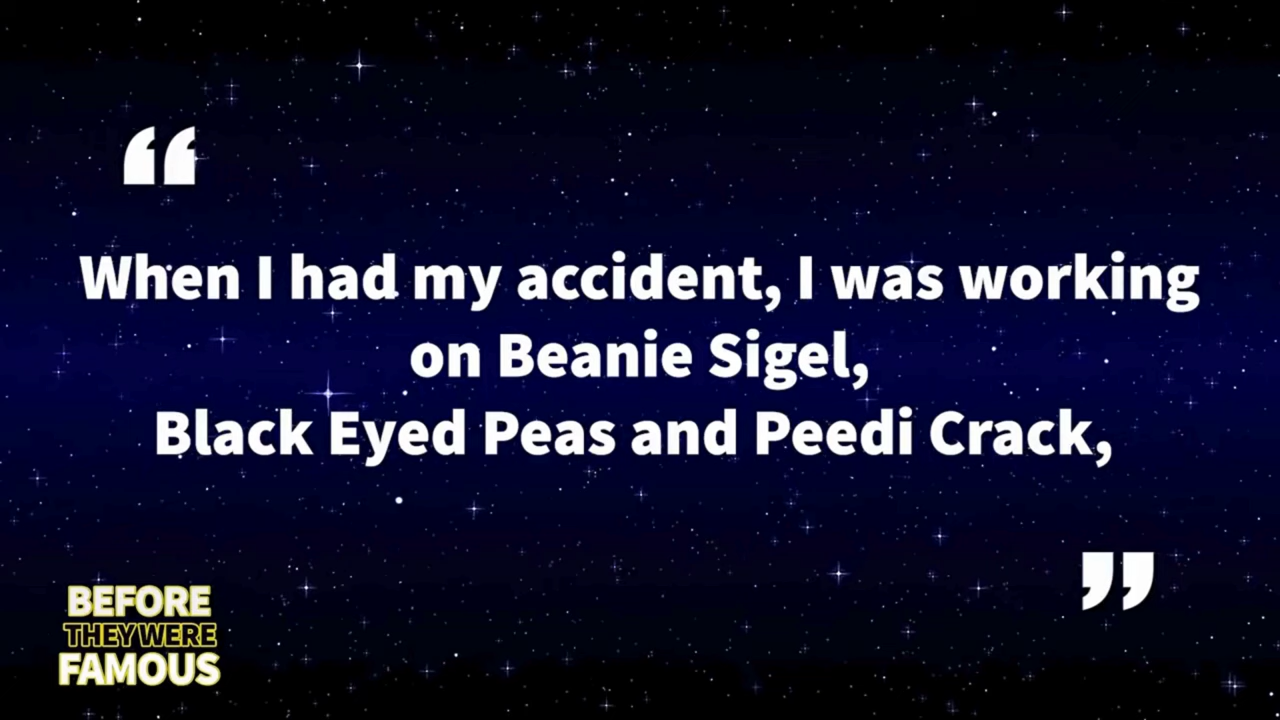 “
When I had my accident, I was working
on Beanie Sigel,
Black Eyed Peas and Peedi Crack,
”
BEFORE
THEY WERE
FAMOUS